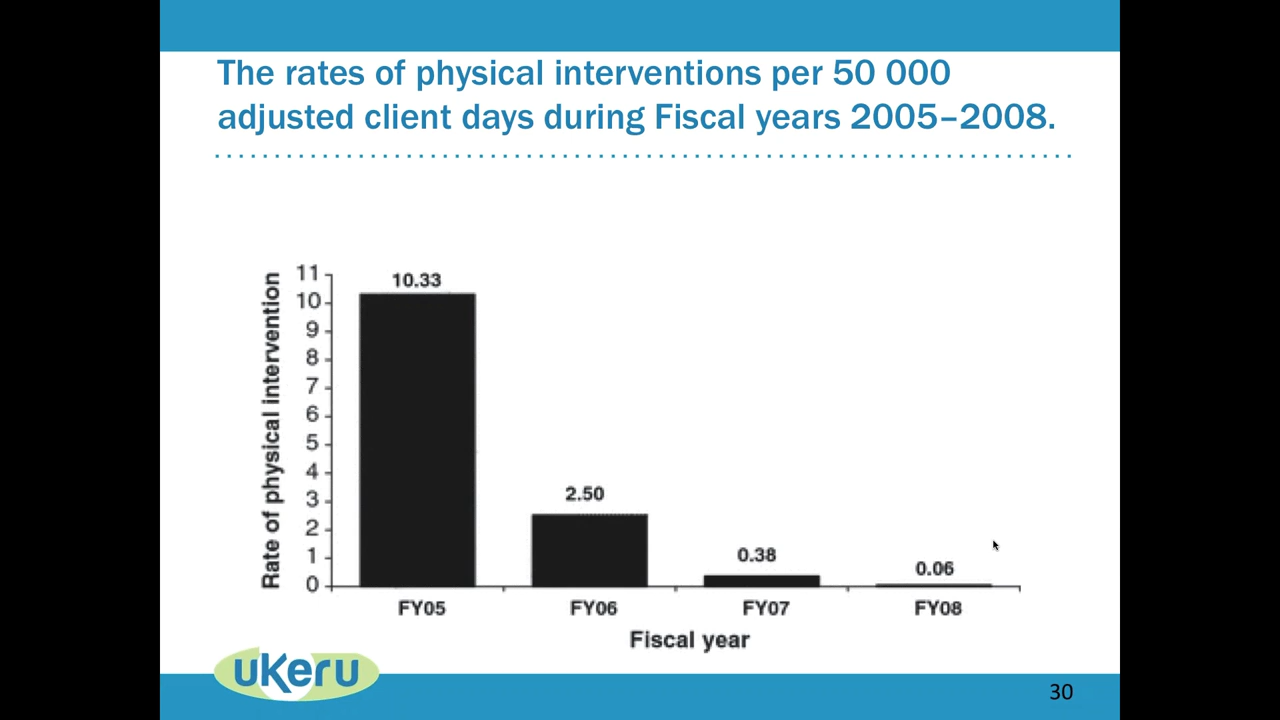 The rates of physical interventions per 50 000
adjusted client days during Fiscal years 2005–2008.
Rate of physical intervention
11
10
9
8
7
6
5
4
3
2
1
0
10.33
2.50
0.38
0.06
FY05
FY06
FY07
FY08
Fiscal year
uKeru
30